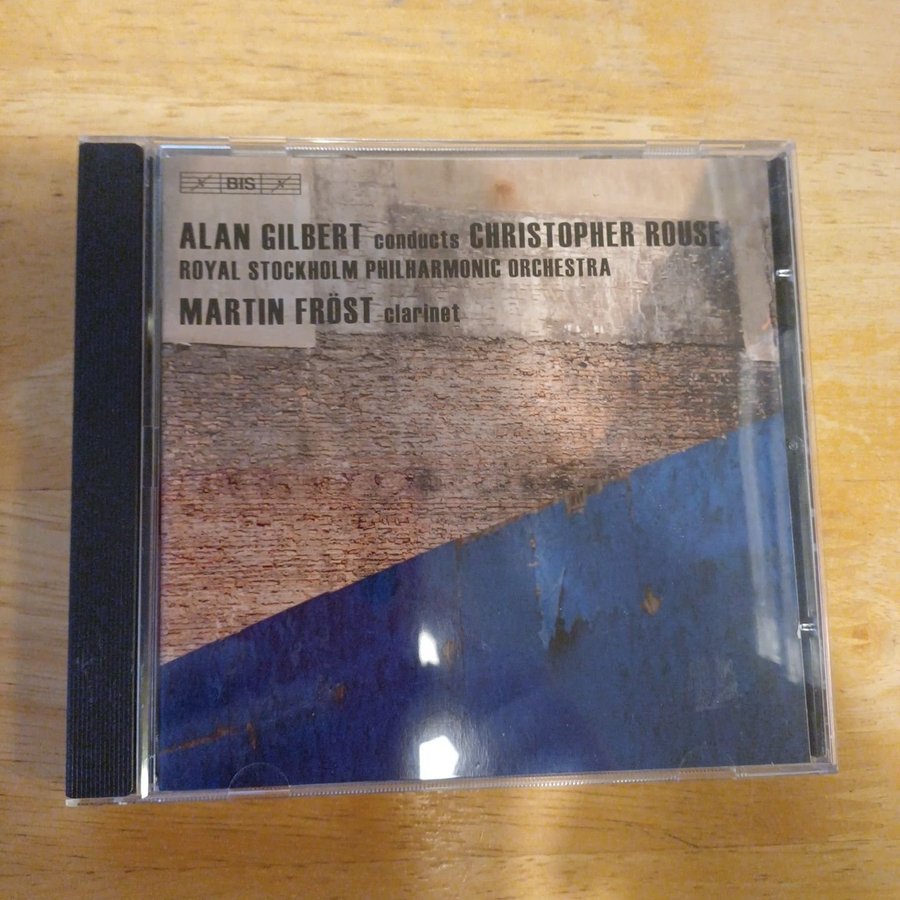 BIS
ALAN GILBERT conducts CHRISTOPHER ROUSE
ROYAL STOCKHOLM PHILHARMONIC ORCHESTRA
MARTIN FRÖST clarinet